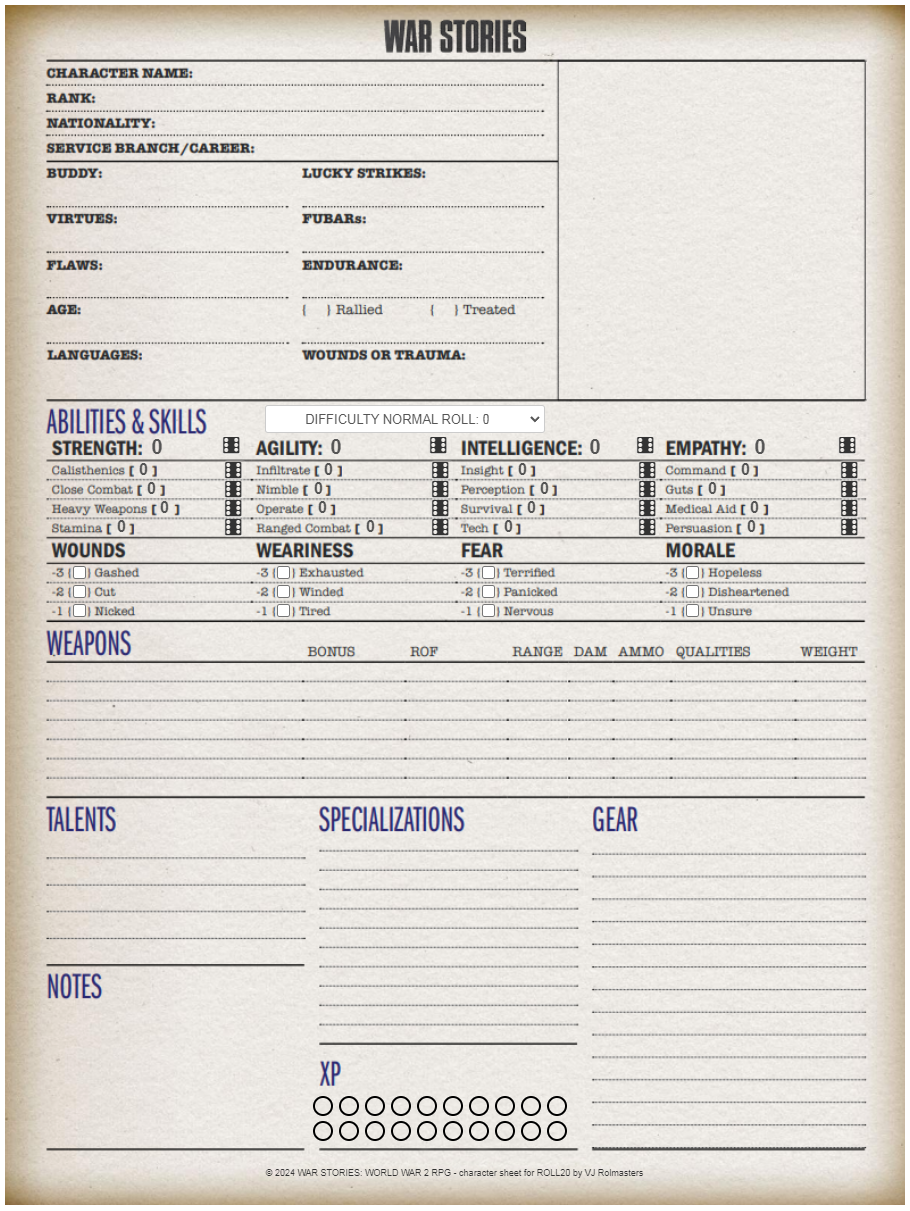 WAR STORIES
CHARACTER NAME:
RANK:
NATIONALITY:
SERVICE BRANCH/CAREER:
BUDDY: LUCKY STRIKES:
VIRTUES: FUBARs:
FLAWS: ENDURANCE:
AGE: ( ) Rallied ( ) Treated
LANGUAGES: WOUNDS OR TRAUMA:
ABILITIES & SKILLS DIFFICULTY NORMAL ROLL: 0
STRENGTH: 0 AGILITY: 0 INTELLIGENCE: 0 EMPATHY: 0
Calisthenics [ 0 ] Infiltrate [ 0 ] Insight [ 0 ] Command [ 0 ]
Close Combat [ 0 ] Nimble [ 0 ] Perception [ 0 ] Guts [ 0 ]
Heavy Weapons [ 0 ] Operate [ 0 ] Survival [ 0 ] Medical Aid [ 0 ]
Stamina [ 0 ] Ranged Combat [ 0 ] Tech [ 0 ] Persuasion [ 0 ]
WOUNDS WEARINESS FEAR MORALE
-3 ( ) Gashed -3 ( ) Exhausted -3 ( ) Terrified -3 ( ) Hopeless
-2 ( ) Cut -2 ( ) Winded -2 ( ) Panicked -2 ( ) Disheartened
-1 ( ) Nicked -1 ( ) Tired -1 ( ) Nervous -1 ( ) Unsure
WEAPONS BONUS ROF RANGE DAM AMMO QUALITIES WEIGHT
TALENTS SPECIALIZATIONS GEAR
NOTES
XP
© 2024 WAR STORIES: WORLD WAR 2 RPG - character sheet for ROLL20 by VJ Rolmasters